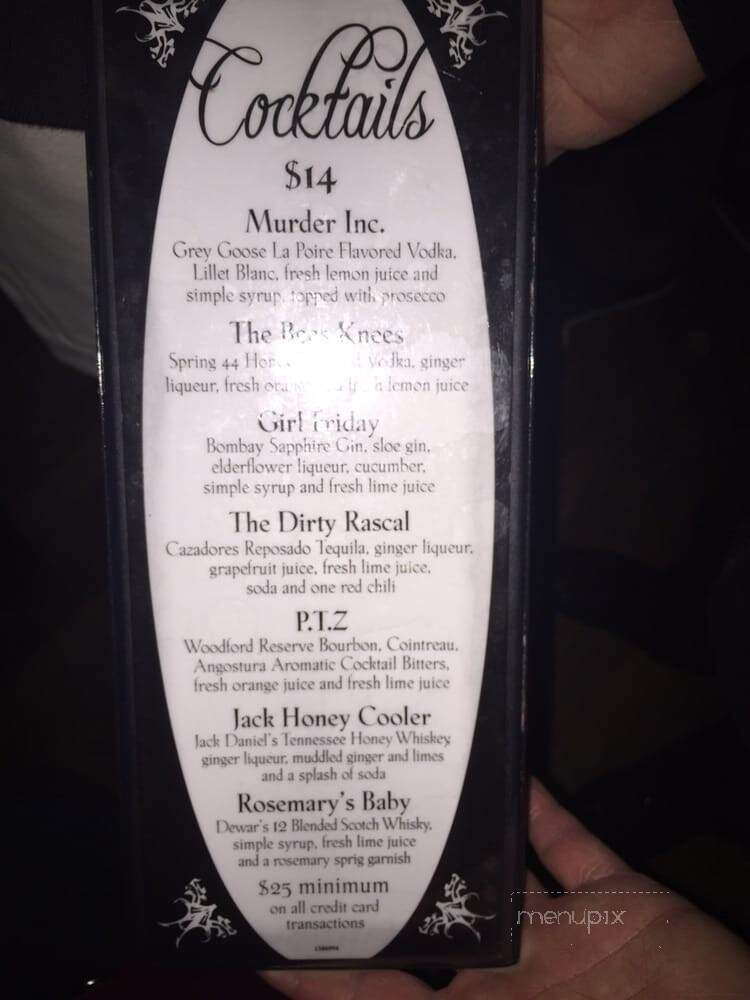 Cocktails
$14
Murder Inc.
Grey Goose La Poire Flavored Vodka,
Lillet Blanc, fresh lemon juice and
simple syrup, topped with prosecco
The Bees Knees
Spring 44 Vodka, ginger
liqueur, fresh lemon juice
Girl Friday
Bombay Sapphire Gin, sloe gin,
elderflower liqueur, cucumber,
simple syrup and fresh lime juice
The Dirty Rascal
Cazadores Reposado Tequila, ginger liqueur,
grapefruit juice, fresh lime juice,
soda and one red chili
P.T.Z
Woodford Reserve Bourbon, Cointreau,
Angostura Aromatic Cocktail Bitters,
fresh orange juice and fresh lime juice
Jack Honey Cooler
Jack Daniel's Tennessee Honey Whiskey,
ginger liqueur, muddled ginger and limes
and a splash of soda
Rosemary's Baby
Dewar's 12 Blended Scotch Whisky,
simple syrup, fresh lime juice
and a rosemary sprig garnish
$25 minimum
on all credit card
transactions
menupix